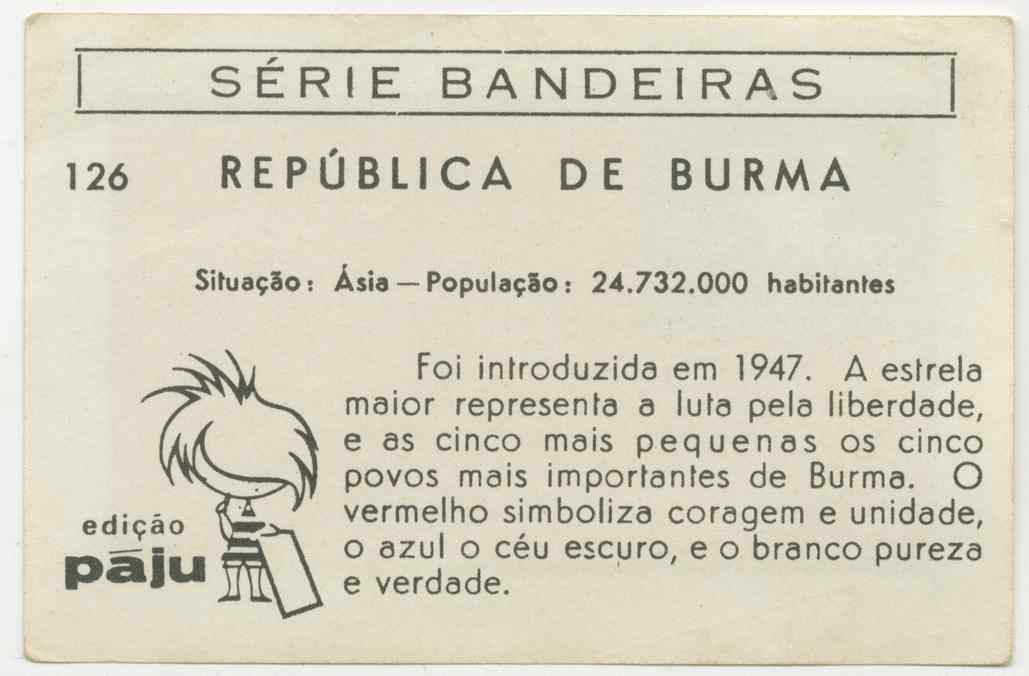 SÉRIE BANDEIRAS
126 REPÚBLICA DE BURMA
Situação: Ásia — População: 24.732.000 habitantes
Foi introduzida em 1947. A estrela
maior representa a luta pela liberdade,
e as cinco mais pequenas os cinco
povos mais importantes de Burma. O
vermelho simboliza coragem e unidade,
o azul o céu escuro, e o branco pureza
e verdade.
edição
páju